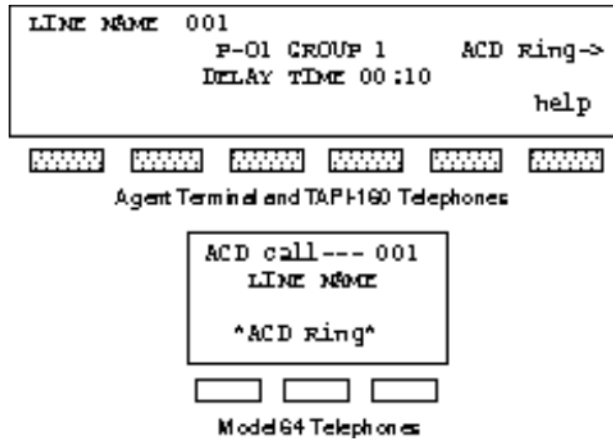 LINE NAME 001
P-01 GROUP 1 ACD Ring->
DELAY TIME 00:10
help
Agent Terminal and TAPI-160 Telephones
ACD call--- 001
LINE NAME
^ACD Ring^
Model 64 Telephones